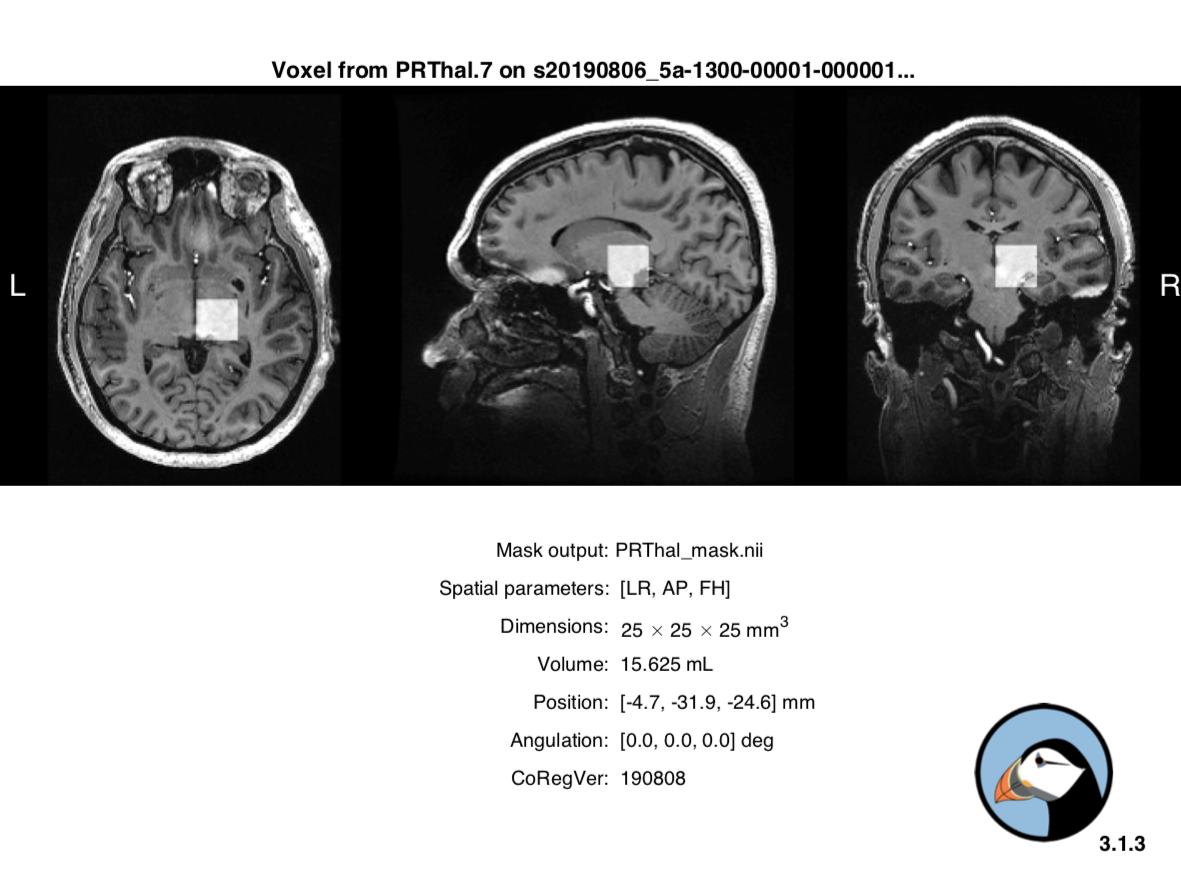 Voxel from PRThal.7 on s20190806_5a-1300-00001-000001...
L
R
Mask output: PRThal_mask.nii
Spatial parameters: [LR, AP, FH]
Dimensions: 25 × 25 × 25 mm³
Volume: 15.625 mL
Position: [-4.7, -31.9, -24.6] mm
Angulation: [0.0, 0.0, 0.0] deg
CoRegVer: 190808
3.1.3